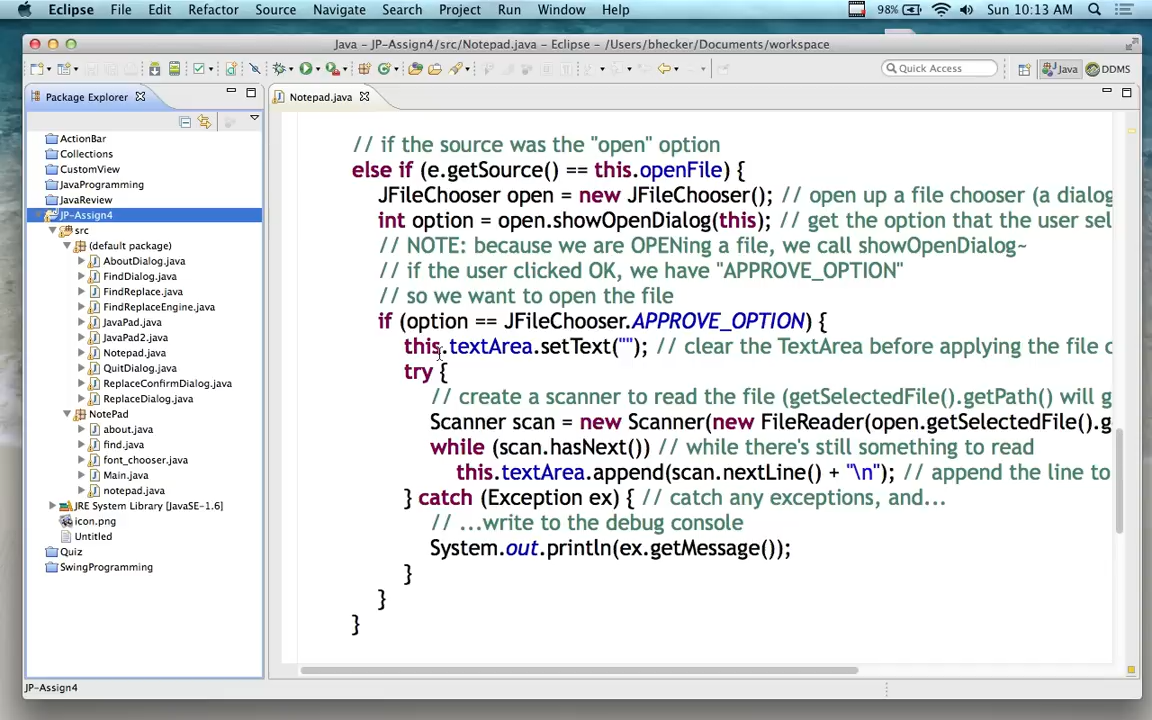 Eclipse File Edit Refactor Source Navigate Search Project Run Window Help 98% Sun 10:13 AM
Java - JP-Assign4/src/Notepad.java - Eclipse - /Users/bhecker/Documents/workspace
Quick Access Java DDMS
Package Explorer
ActionBar
Collections
CustomView
JavaProgramming
JavaReview
JP-Assign4
src
(default package)
AboutDialog.java
FindDialog.java
FindReplace.java
FindReplaceEngine.java
JavaPad.java
JavaPad2.java
Notepad.java
QuitDialog.java
ReplaceConfirmDialog.java
ReplaceDialog.java
NotePad
about.java
find.java
font_chooser.java
Main.java
notepad.java
JRE System Library [JavaSE-1.6]
icon.png
Untitled
Quiz
SwingProgramming
Notepad.java
// if the source was the "open" option
else if (e.getSource() == this.openFile) {
JFileChooser open = new JFileChooser(); // open up a file chooser (a dialog
int option = open.showOpenDialog(this); // get the option that the user sel
// NOTE: because we are OPENing a file, we call showOpenDialog~
// if the user clicked OK, we have "APPROVE_OPTION"
// so we want to open the file
if (option == JFileChooser.APPROVE_OPTION) {
this.textArea.setText(""); // clear the TextArea before applying the file c
try {
// create a scanner to read the file (getSelectedFile().getPath() will g
Scanner scan = new Scanner(new FileReader(open.getSelectedFile().g
while (scan.hasNext()) // while there's still something to read
this.textArea.append(scan.nextLine() + "\n"); // append the line to
} catch (Exception ex) { // catch any exceptions, and...
// ...write to the debug console
System.out.println(ex.getMessage());
}
}
}
JP-Assign4